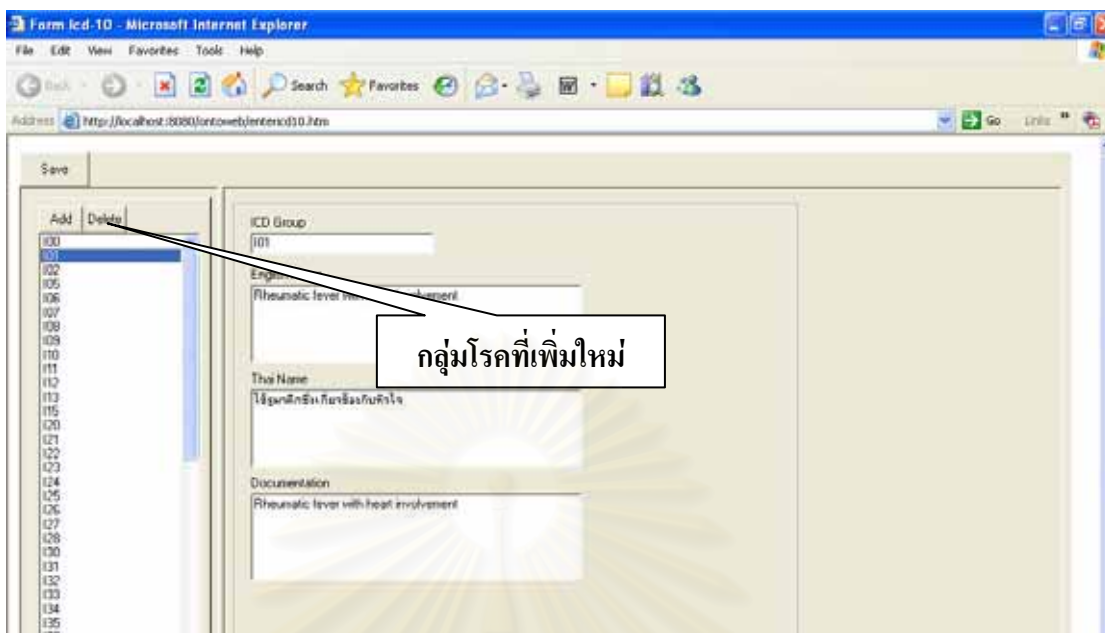 Form Icd-10 - Microsoft Internet Explorer
File Edit View Favorites Tools Help
Back Search Favorites
Address http://localhost:8080/ontoweb/entericd10.htm Go Links »
Save
Add Delete
I00
I01
I02
I05
I06
I07
I08
I09
I10
I11
I12
I13
I15
I20
I21
I22
I23
I24
I25
I26
I27
I28
I30
I31
I32
I33
I34
I35
ICD Group
I01
Rheumatic fever
กลุ่มโรคที่เพิ่มใหม่
Thai Name
Documentation
Rheumatic fever with heart involvement